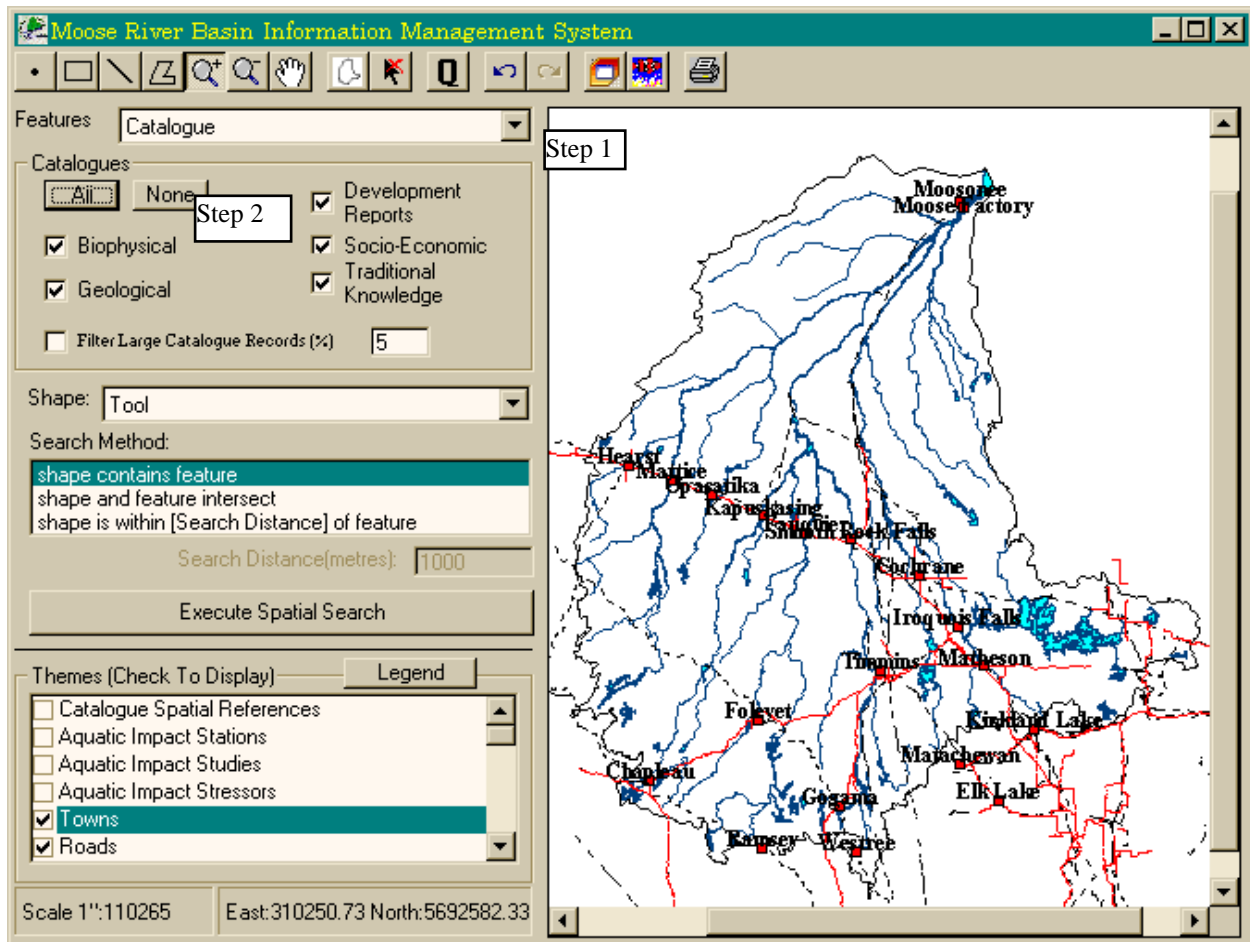 Moose River Basin Information Management System
Q
Features
Catalogue
Step 1
Catalogues
All
None
Step 2
Development
Reports
Biophysical
Socio-Economic
Geological
Traditional
Knowledge
Filter Large Catalogue Records (%)
5
Shape:
Tool
Search Method:
shape contains feature
shape and feature intersect
shape is within [Search Distance] of feature
Search Distance(metres):
1000
Execute Spatial Search
Themes (Check To Display)
Legend
Catalogue Spatial References
Aquatic Impact Stations
Aquatic Impact Studies
Aquatic Impact Stressors
Towns
Roads
Scale 1":110265
East:310250.73 North:5692582.33
Moosonee
Moose Factory
Hearst
Mattice
Opasatika
Kapuskasing
Fauquier
Smooth Rock Falls
Cochrane
Iroquois Falls
Timmins
Matheson
Foleyet
Kirkland Lake
Matachewan
Chapleau
Gogama
Elk Lake
Ramsey
Westree